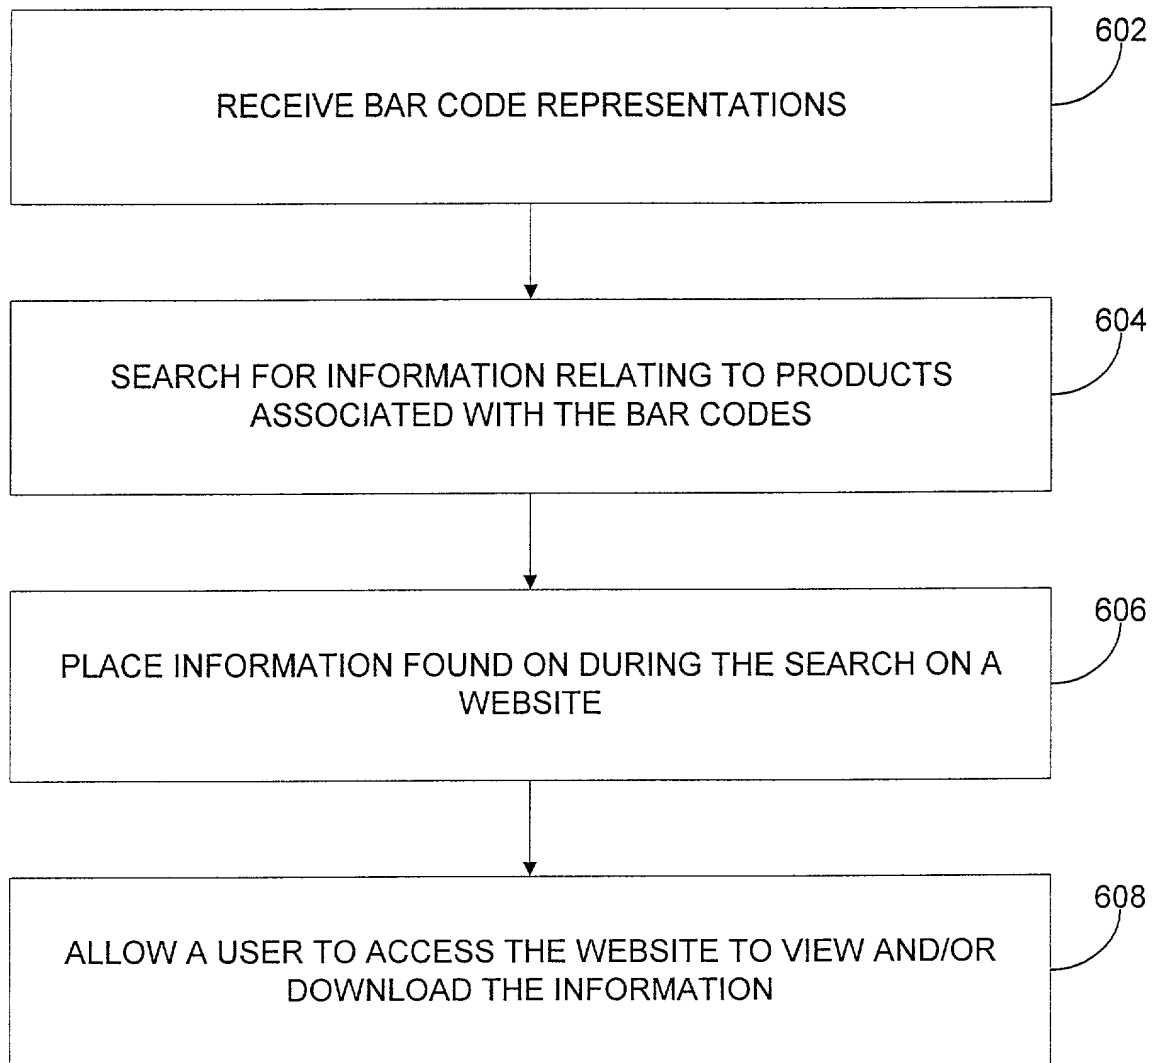 602
RECEIVE BAR CODE REPRESENTATIONS
604
SEARCH FOR INFORMATION RELATING TO PRODUCTS
ASSOCIATED WITH THE BAR CODES
606
PLACE INFORMATION FOUND ON DURING THE SEARCH ON A
WEBSITE
608
ALLOW A USER TO ACCESS THE WEBSITE TO VIEW AND/OR
DOWNLOAD THE INFORMATION